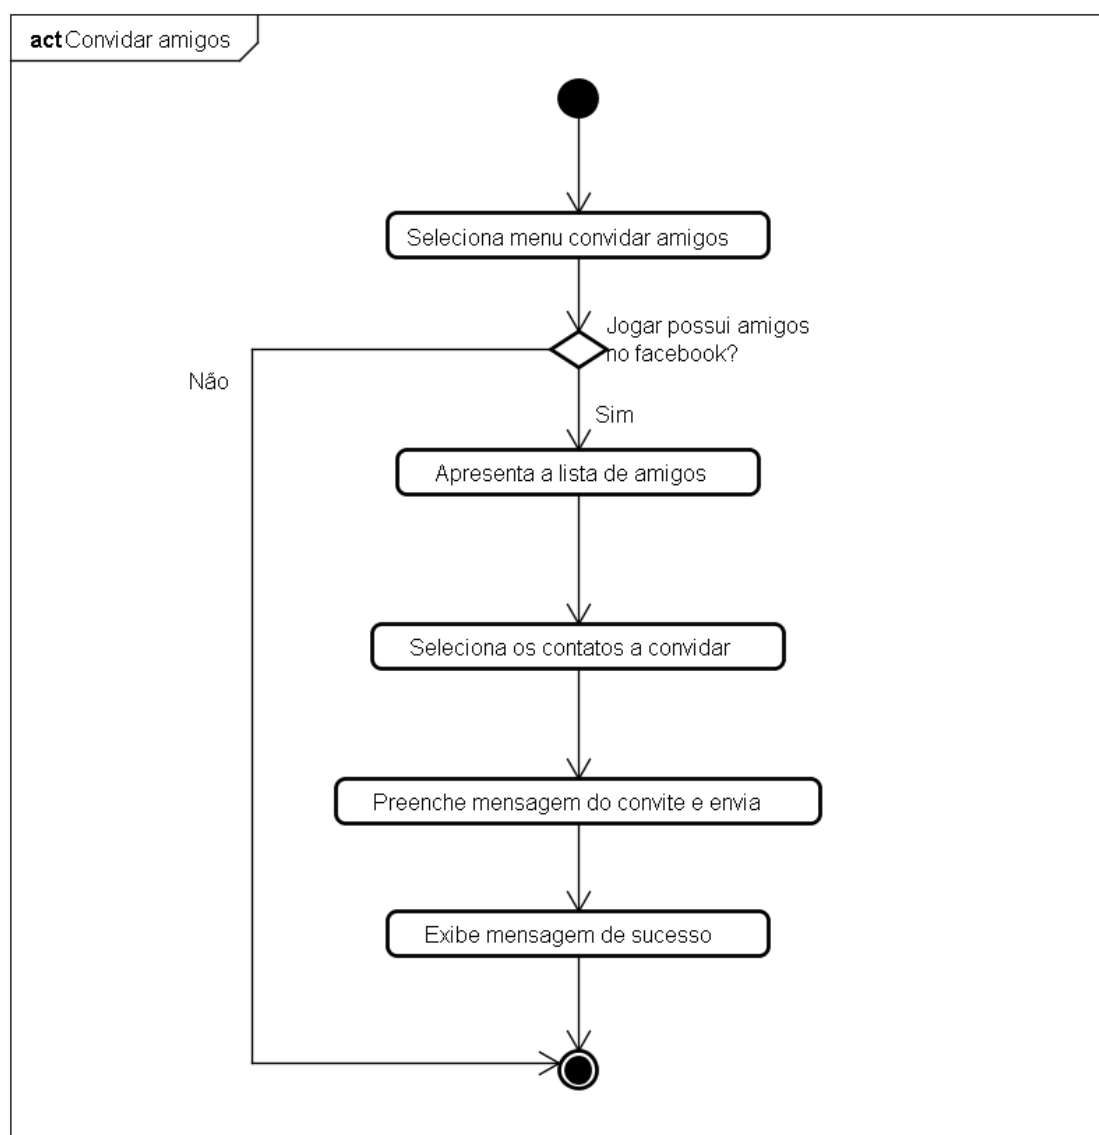 act Convidar amigos
Seleciona menu convidar amigos
Jogar possui amigos
no facebook?
Não
Sim
Apresenta a lista de amigos
Seleciona os contatos a convidar
Preenche mensagem do convite e envia
Exibe mensagem de sucesso